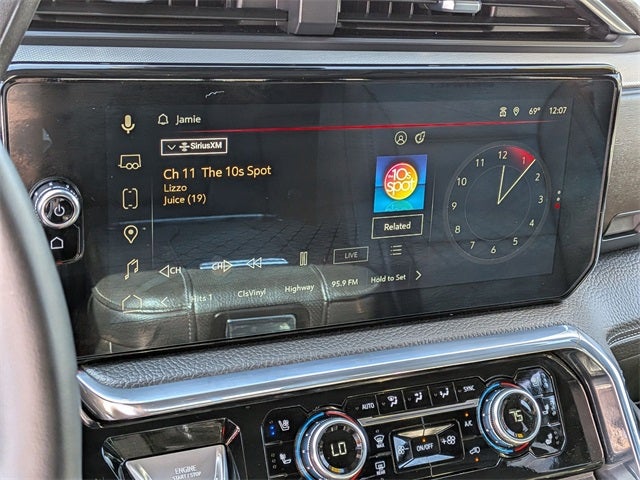 Jamie
69° 12:07
SiriusXM
Ch 11 The 10s Spot
Lizzo
Juice (19)
10s
spot
Related
12
1
2
3
4
5
6
7
8
9
10
11
CH
CH
LIVE
Hits 1
ClsVinyl
Highway
95.9 FM
Hold to Set
AUTO
SYNC
LO
ON/OFF
A/C
75
REAR
ENGINE
START/STOP